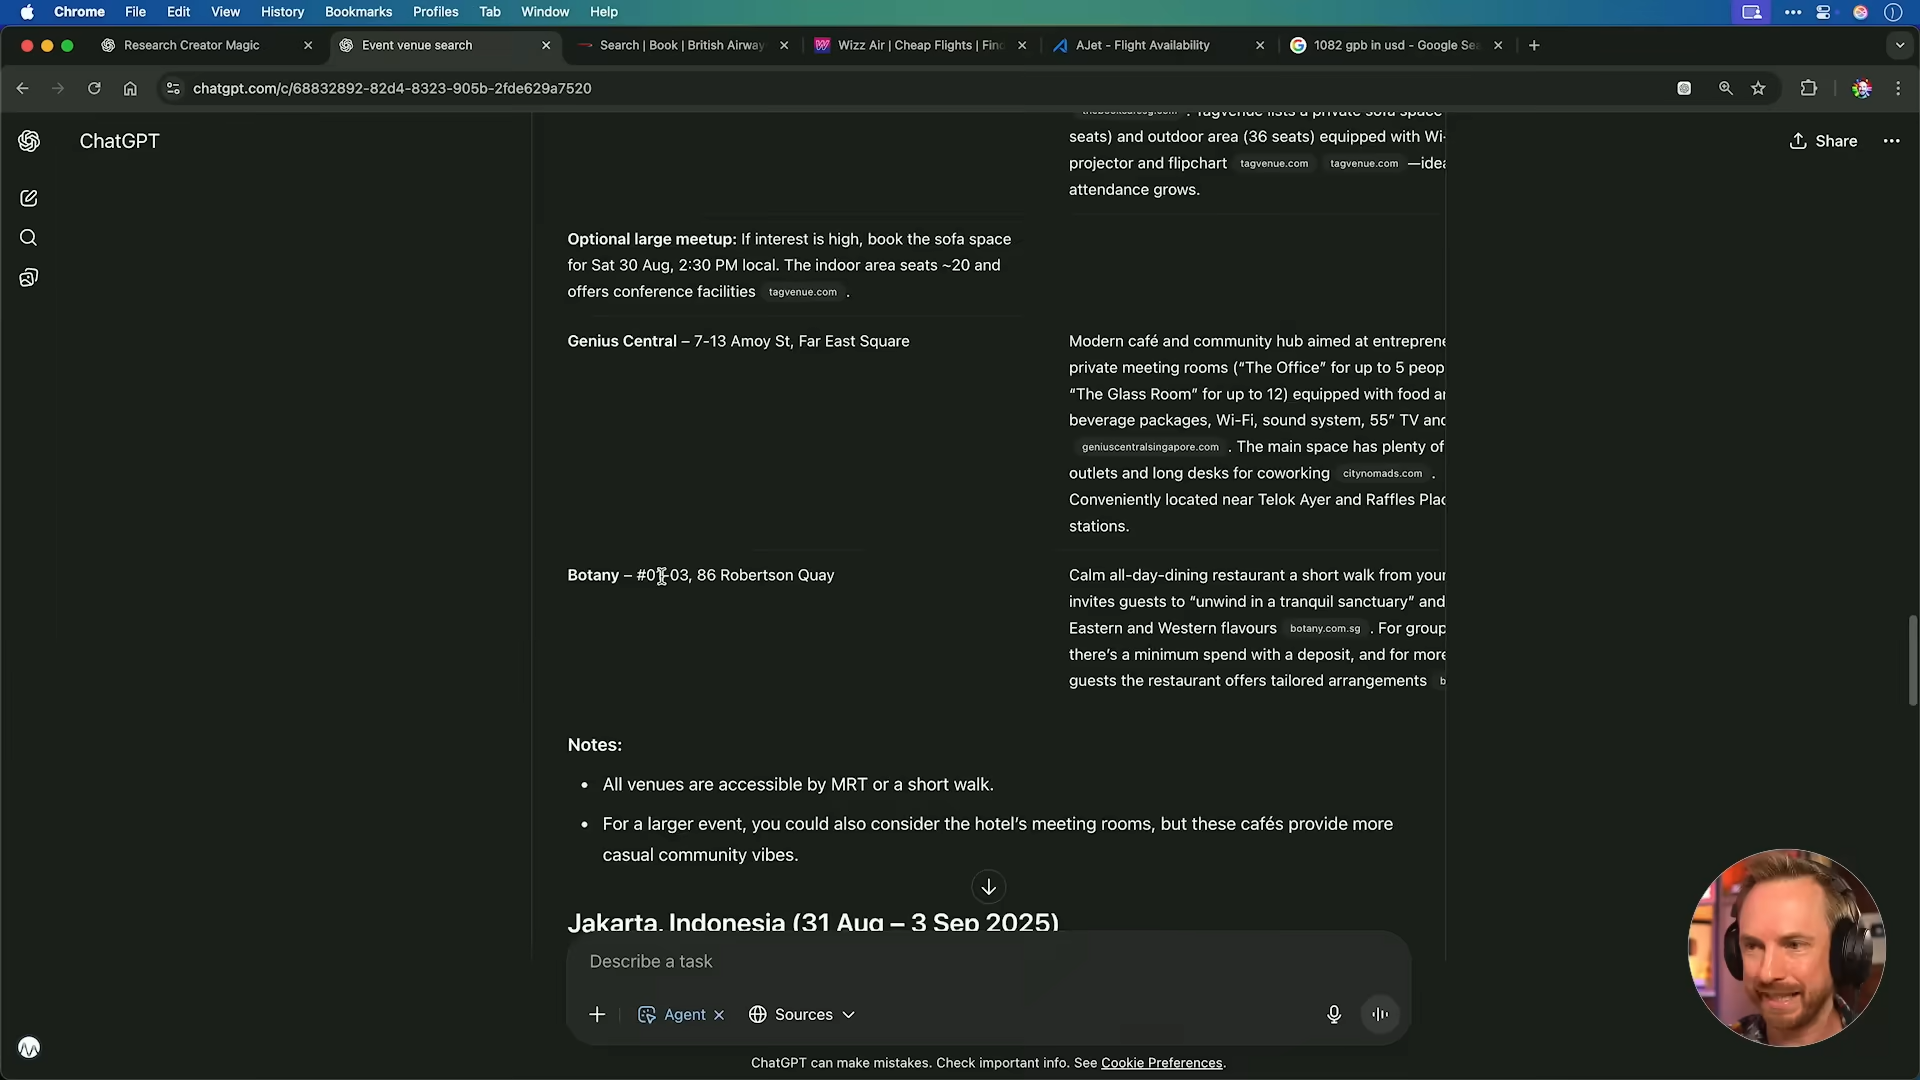 Chrome File Edit View History Bookmarks Profiles Tab Window Help
Research Creator Magic
Event venue search
Search | Book | British Airway
Wizz Air | Cheap Flights | Fin
AJet - Flight Availability
1082 gpb in usd - Google Se
chatgpt.com/c/68832892-82d4-8323-905b-2fde629a7520
ChatGPT
Share
. Tagvenue lists a private sofa space
seats) and outdoor area (36 seats) equipped with Wi-
projector and flipchart tagvenue.com tagvenue.com —idea
attendance grows.
Optional large meetup: If interest is high, book the sofa space
for Sat 30 Aug, 2:30 PM local. The indoor area seats ~20 and
offers conference facilities tagvenue.com .
Genius Central – 7-13 Amoy St, Far East Square
Modern café and community hub aimed at entreprene
private meeting rooms (“The Office” for up to 5 peop
“The Glass Room” for up to 12) equipped with food a
beverage packages, Wi-Fi, sound system, 55″ TV and
geniuscentralsingapore.com . The main space has plenty of
outlets and long desks for coworking citynomads.com .
Conveniently located near Telok Ayer and Raffles Plac
stations.
Botany – #01-03, 86 Robertson Quay
Calm all-day-dining restaurant a short walk from your
invites guests to “unwind in a tranquil sanctuary” and
Eastern and Western flavours botany.com.sg . For group
there’s a minimum spend with a deposit, and for more
guests the restaurant offers tailored arrangements b
Notes:
• All venues are accessible by MRT or a short walk.
• For a larger event, you could also consider the hotel’s meeting rooms, but these cafés provide more
casual community vibes.
Jakarta, Indonesia (31 Aug – 3 Sep 2025)
Describe a task
Agent
Sources
ChatGPT can make mistakes. Check important info. See Cookie Preferences.